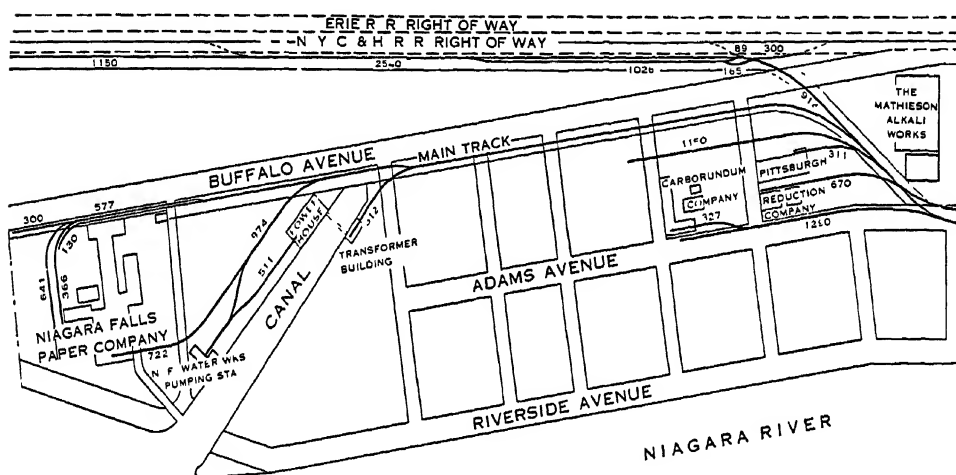 ERIE R R RIGHT OF WAY
N Y C & H R R RIGHT OF WAY
1150
2540
1026
165
89
300
910
THE
MATHIESON
ALKALI
WORKS
BUFFALO AVENUE
MAIN TRACK
1180
CARBORUNDUM
COMPANY
327
PITTSBURGH
REDUCTION
COMPANY
311
670
1260
300
577
130
641
366
974
511
POWER
HOUSE
312
TRANSFORMER
BUILDING
CANAL
ADAMS AVENUE
NIAGARA FALLS
PAPER COMPANY
722
N F WATER WKS
PUMPING STA
RIVERSIDE AVENUE
NIAGARA RIVER